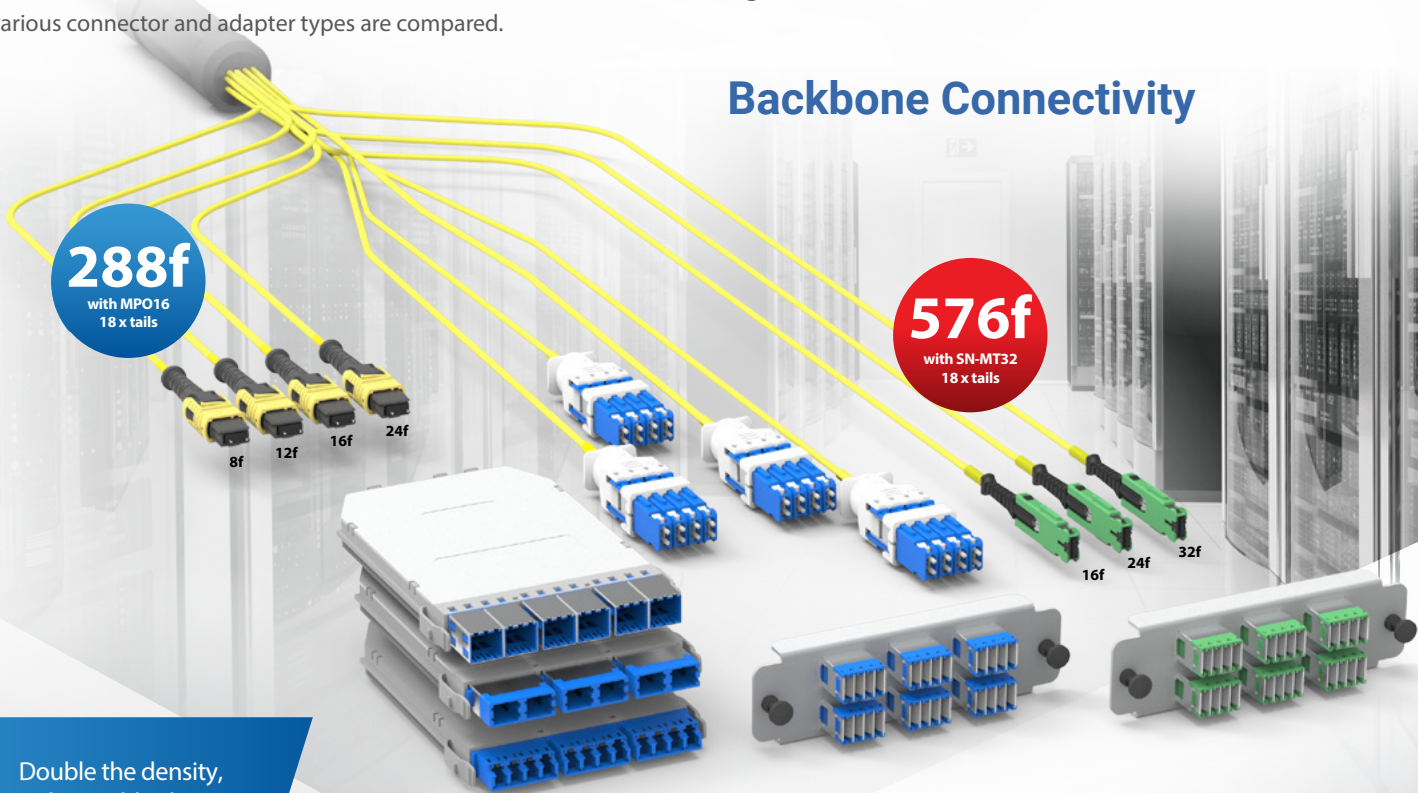 arious connector and adapter types are compared.
Backbone Connectivity
288f
with MPO16
18 x tails
576f
with SN-MT32
18 x tails
8f
12f
16f
24f
16f
24f
32f
Double the density,